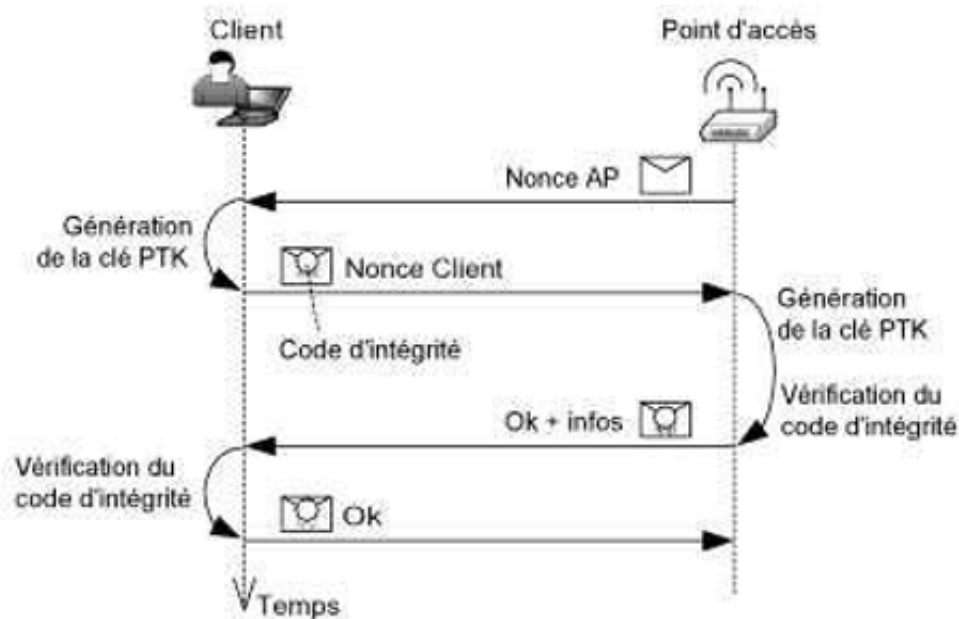 Client
Point d'accès
Nonce AP
Génération
de la clé PTK
Nonce Client
Code d'intégrité
Génération
de la clé PTK
Vérification du
code d'intégrité
Ok + infos
Vérification du
code d'intégrité
Ok
Temps